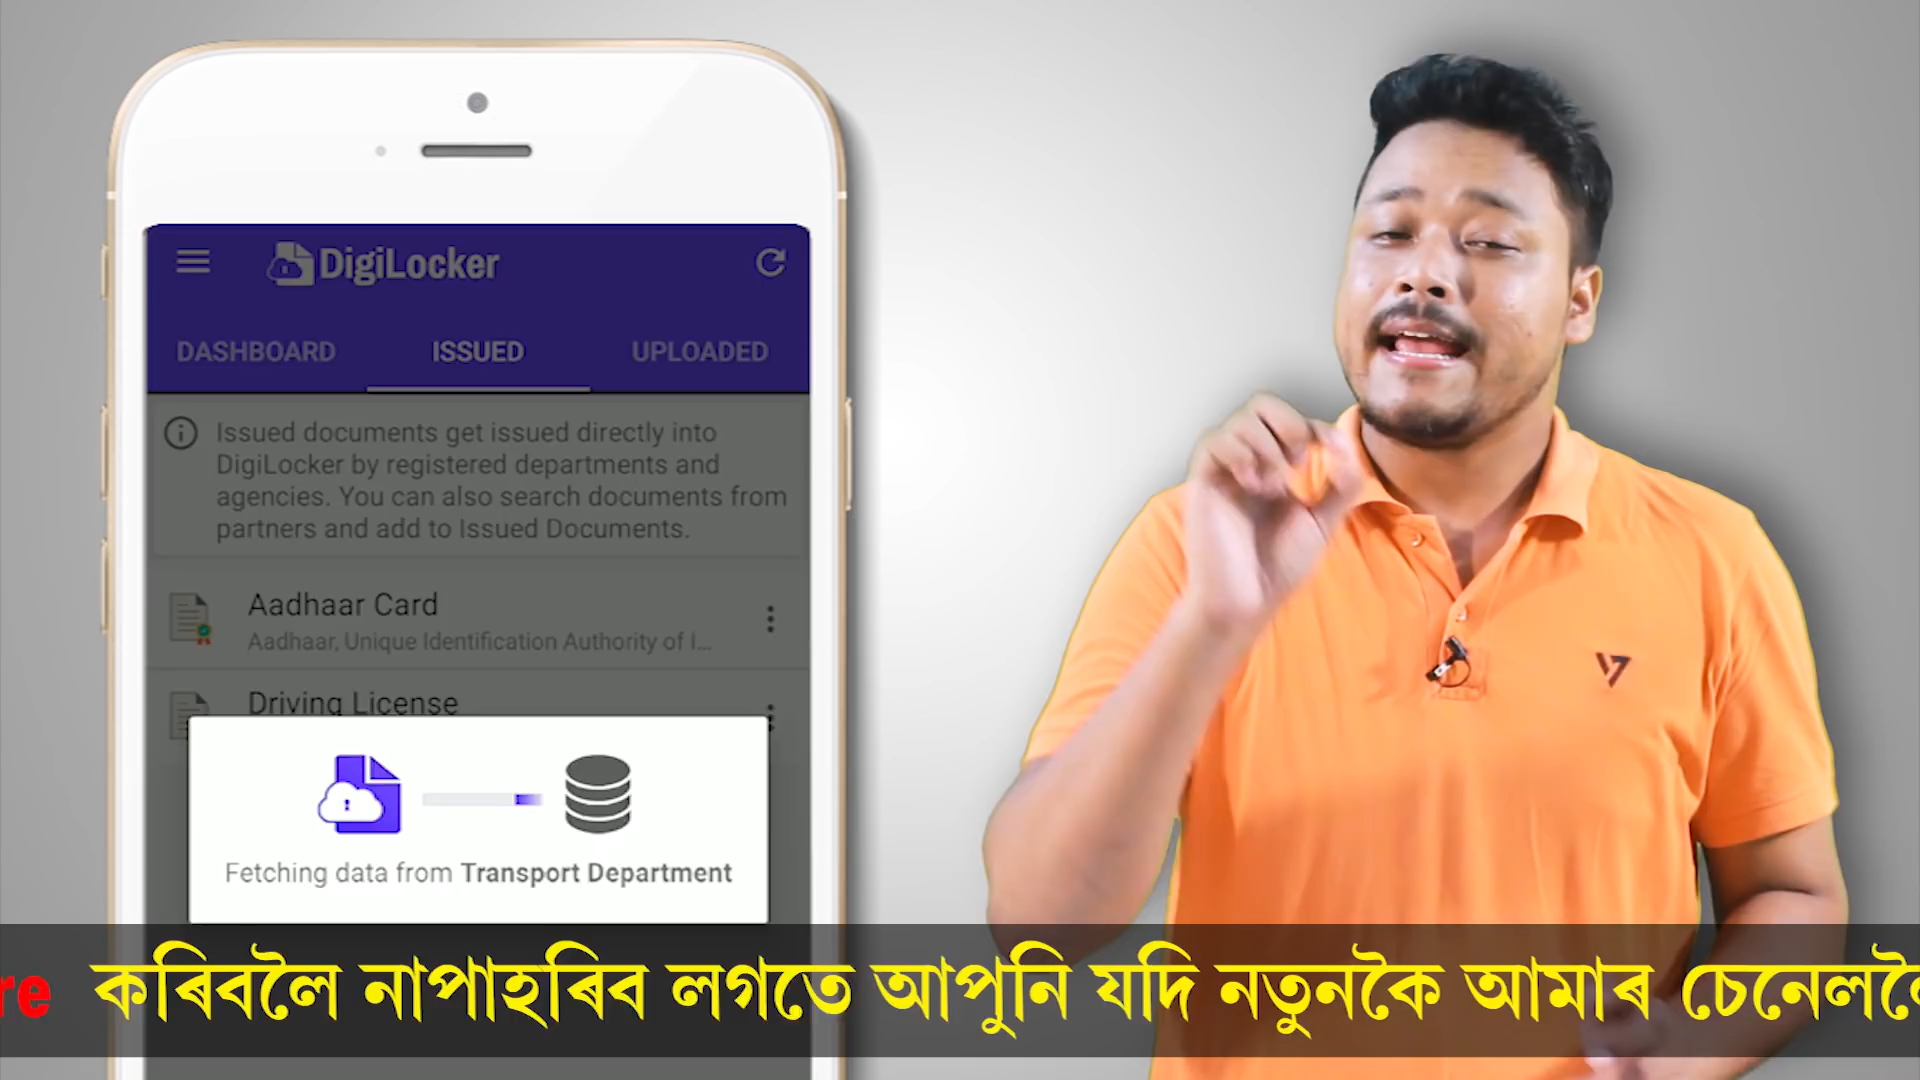 DigiLocker
DASHBOARD ISSUED UPLOADED
Issued documents get issued directly into
DigiLocker by registered departments and
agencies. You can also search documents from
partners and add to Issued Documents.
Aadhaar Card
Aadhaar, Unique Identification Authority of I...
Driving License
Fetching data from Transport Department
re কৰিবলৈ নাপাহৰিব লগতে আপুনি যদি নতুনকৈ আমাৰ চেনেললৈ